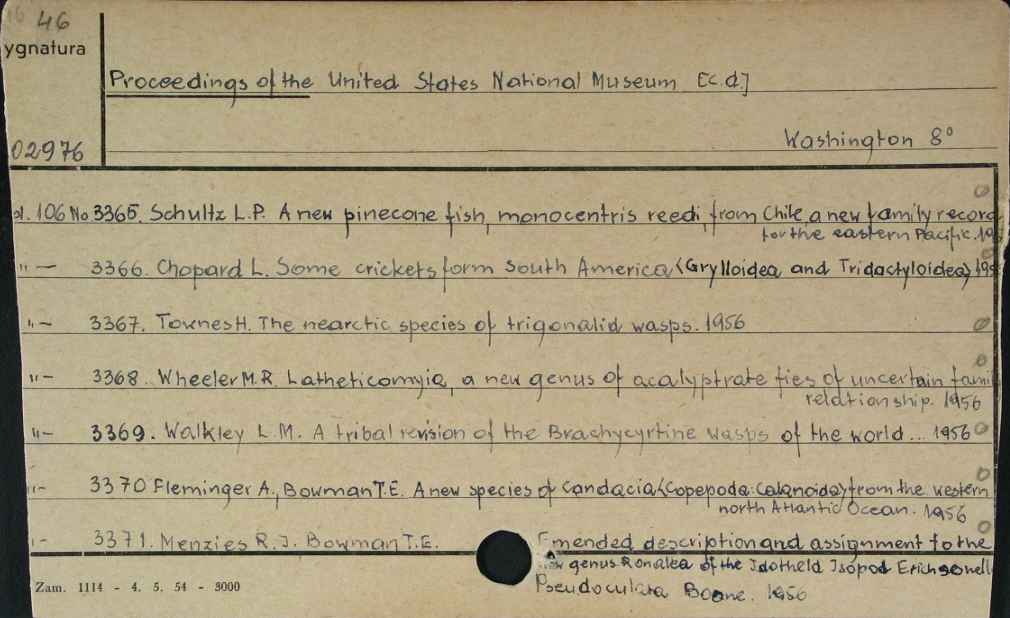 16 46
ygnatura
Proceedings of the United States National Museum [c.d.]
Washington 8°
02976
ol. 106 No 3365. Schultz L.P. A new pinecone fish, monocentris reedi, from Chile, a new family record
for the eastern Pacific. 195
"— 3366. Chopard L. Some crickets form South America (Grylloidea and Tridactyloidea) 195
"— 3367. Townes H. The nearctic species of trigonalid wasps. 1956
"— 3368. Wheeler M.R. Latheticomyia, a new genus of acalyptrate fies of uncertain fami
relationship. 1956
"— 3369. Walkley L.M. A tribal revision of the Brachycyrtine wasps of the world... 1956
"— 3370 Fleminger A., Bowman T.E. A new species of candacia (Copepoda: Calanoida) from the western
north Atlantic Ocean. 1956
"— 3371. Menzies R.J. Bowman T.E. Emended description and assignment to the
new genus Ronalea of the Idotheid Isopod Erichsonell
Pseudoculata Boone. 1956
Zam. 1114 - 4. 5. 54 - 3000